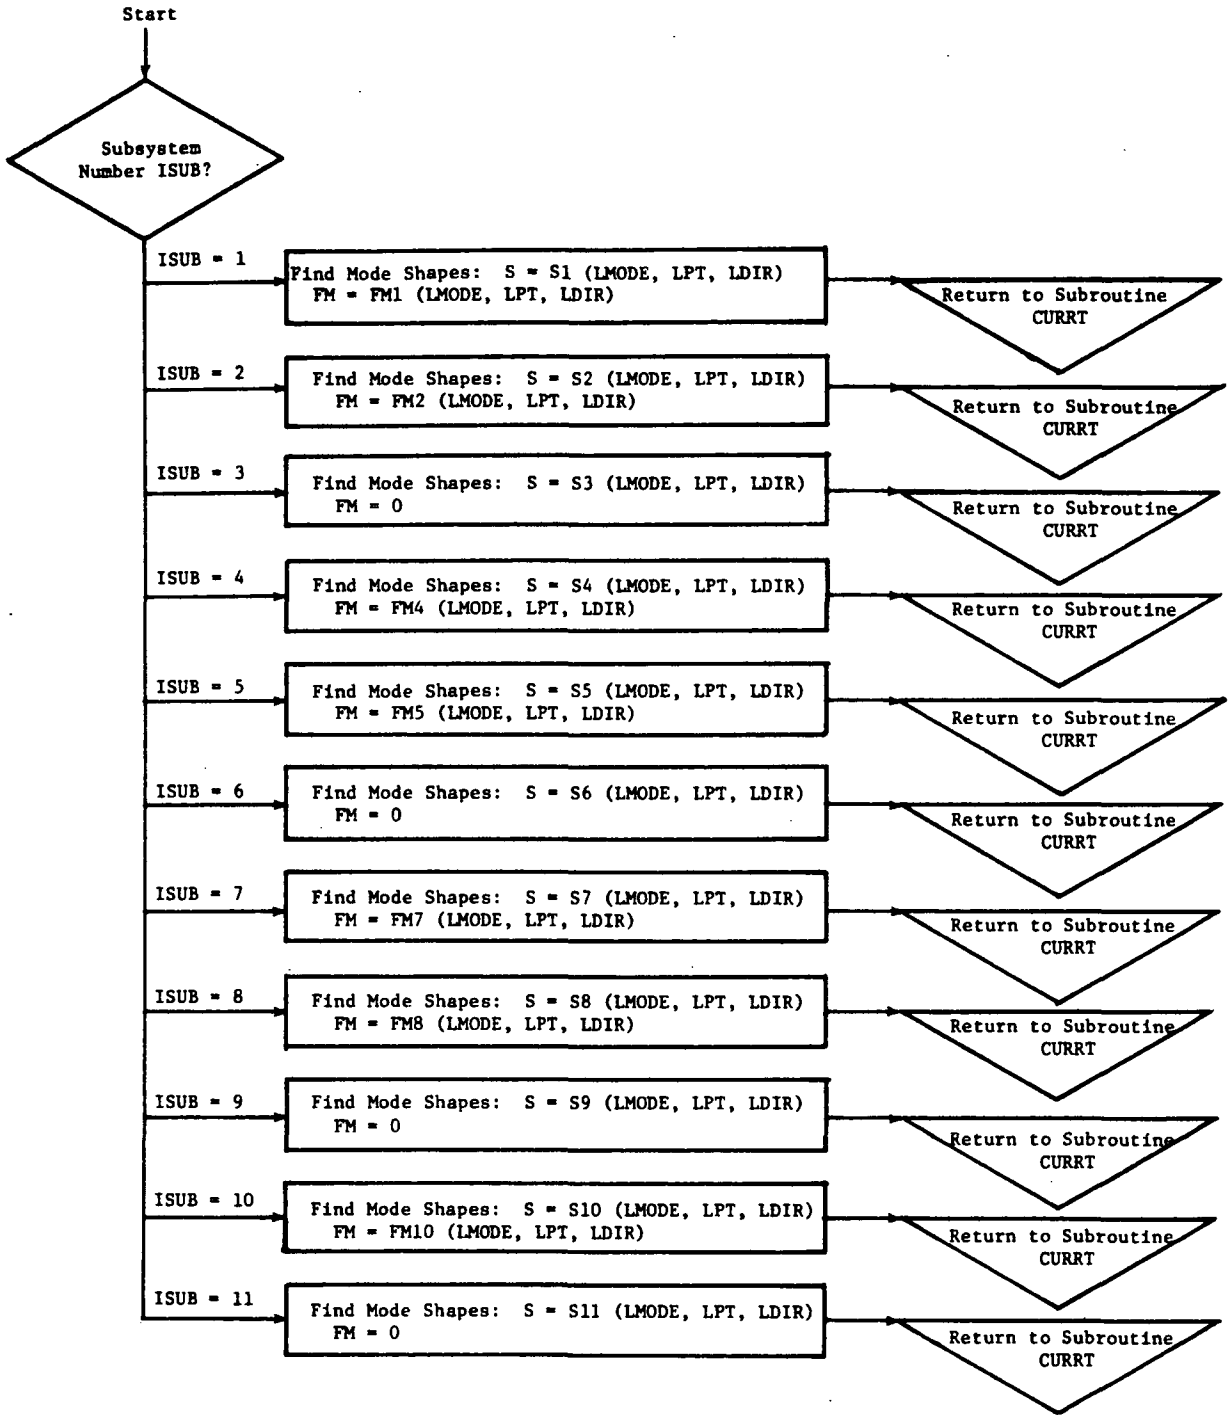 Start
Subsystem
Number ISUB?
ISUB = 1
Find Mode Shapes: S = S1 (LMODE, LPT, LDIR)
FM = FM1 (LMODE, LPT, LDIR)
Return to Subroutine
CURRT
ISUB = 2
Find Mode Shapes: S = S2 (LMODE, LPT, LDIR)
FM = FM2 (LMODE, LPT, LDIR)
Return to Subroutine
CURRT
ISUB = 3
Find Mode Shapes: S = S3 (LMODE, LPT, LDIR)
FM = 0
Return to Subroutine
CURRT
ISUB = 4
Find Mode Shapes: S = S4 (LMODE, LPT, LDIR)
FM = FM4 (LMODE, LPT, LDIR)
Return to Subroutine
CURRT
ISUB = 5
Find Mode Shapes: S = S5 (LMODE, LPT, LDIR)
FM = FM5 (LMODE, LPT, LDIR)
Return to Subroutine
CURRT
ISUB = 6
Find Mode Shapes: S = S6 (LMODE, LPT, LDIR)
FM = 0
Return to Subroutine
CURRT
ISUB = 7
Find Mode Shapes: S = S7 (LMODE, LPT, LDIR)
FM = FM7 (LMODE, LPT, LDIR)
Return to Subroutine
CURRT
ISUB = 8
Find Mode Shapes: S = S8 (LMODE, LPT, LDIR)
FM = FM8 (LMODE, LPT, LDIR)
Return to Subroutine
CURRT
ISUB = 9
Find Mode Shapes: S = S9 (LMODE, LPT, LDIR)
FM = 0
Return to Subroutine
CURRT
ISUB = 10
Find Mode Shapes: S = S10 (LMODE, LPT, LDIR)
FM = FM10 (LMODE, LPT, LDIR)
Return to Subroutine
CURRT
ISUB = 11
Find Mode Shapes: S = S11 (LMODE, LPT, LDIR)
FM = 0
Return to Subroutine
CURRT